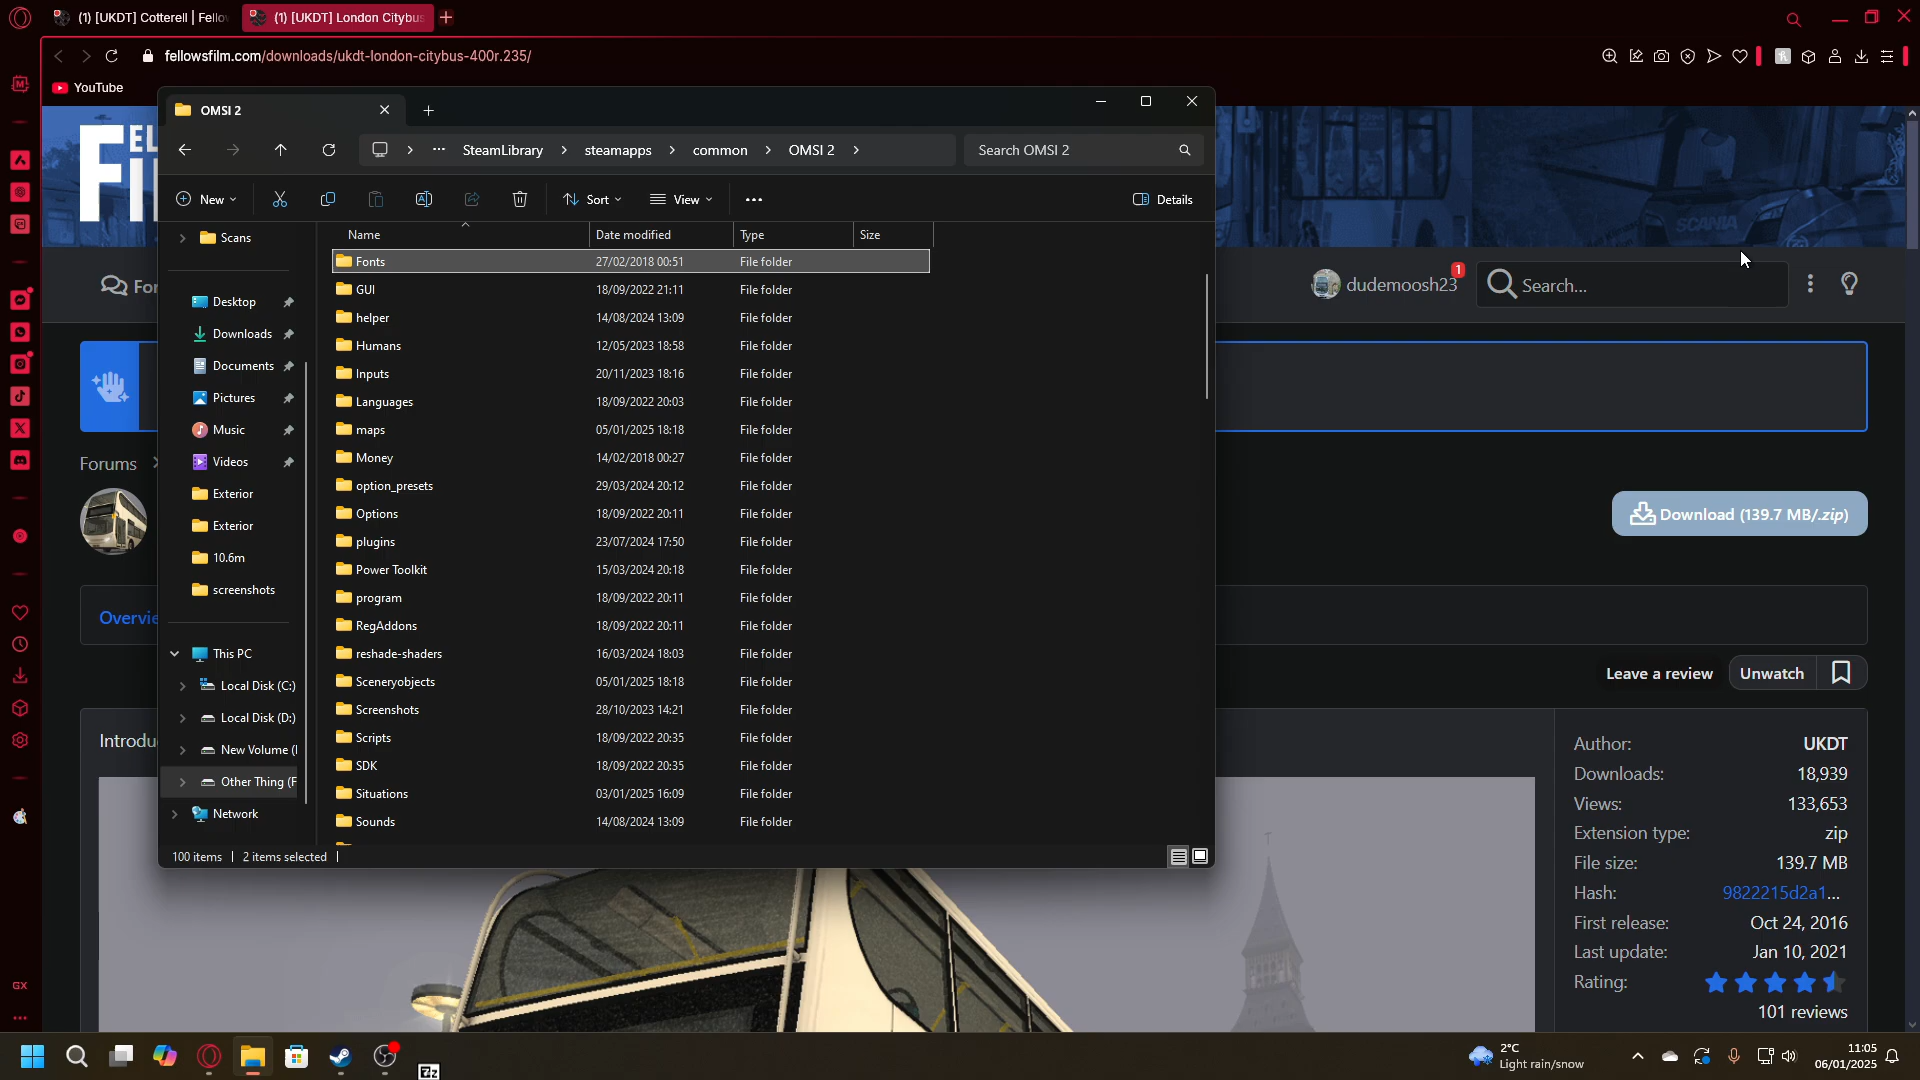 (1) [UKDT] Cotterell | Fello
(1) [UKDT] London Citybus
fellowsfilm.com/downloads/ukdt-london-citybus-400r.235/
YouTube
OMSI 2
SteamLibrary
steamapps
common
OMSI 2
Search OMSI 2
New
Sort
View
Details
Scans
Desktop
Downloads
Documents
Pictures
Music
Videos
Exterior
Exterior
10.6m
screenshots
This PC
Local Disk (C:)
Local Disk (D:)
New Volume (
Other Thing (F
Network
Name Date modified Type Size
Fonts 27/02/2018 00:51 File folder
GUI 18/09/2022 21:11 File folder
helper 14/08/2024 13:09 File folder
Humans 12/05/2023 18:58 File folder
Inputs 20/11/2023 18:16 File folder
Languages 18/09/2022 20:03 File folder
maps 05/01/2025 18:18 File folder
Money 14/02/2018 00:27 File folder
option_presets 29/03/2024 20:12 File folder
Options 18/09/2022 20:11 File folder
plugins 23/07/2024 17:50 File folder
Power Toolkit 15/03/2024 20:18 File folder
program 18/09/2022 20:11 File folder
RegAddons 18/09/2022 20:11 File folder
reshade-shaders 16/03/2024 18:03 File folder
Sceneryobjects 05/01/2025 18:18 File folder
Screenshots 28/10/2023 14:21 File folder
Scripts 18/09/2022 20:35 File folder
SDK 18/09/2022 20:35 File folder
Situations 03/01/2025 16:09 File folder
Sounds 14/08/2024 13:09 File folder
100 items 2 items selected
FEL
FI
SCANIA
For
dudemoosh23
1
Search...
Forums
Download (139.7 MB/.zip)
Overvie
Leave a review
Unwatch
Introdu
Author: UKDT
Downloads: 18,939
Views: 133,653
Extension type: zip
File size: 139.7 MB
Hash: 9822215d2a1...
First release: Oct 24, 2016
Last update: Jan 10, 2021
Rating:
101 reviews
GX
2°C
Light rain/snow
11:05
06/01/2025